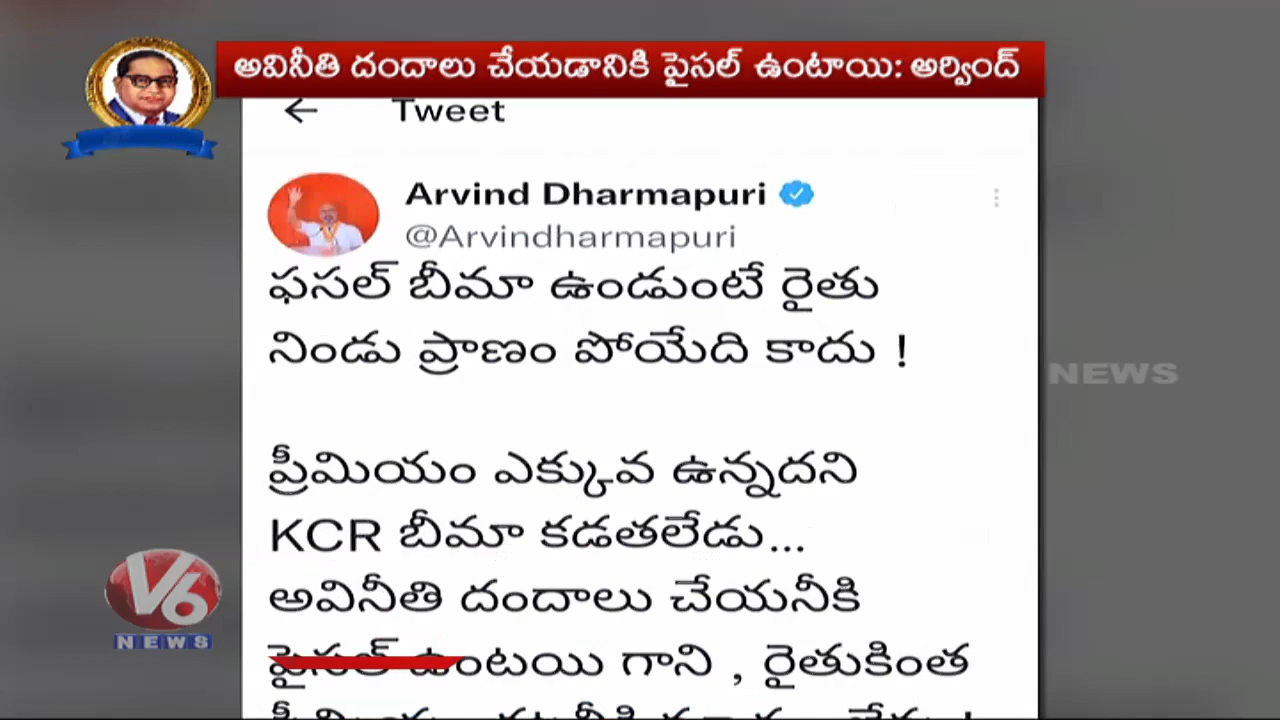 అవినీతి దందాలు చేయడానికి పైసల్ ఉంటాయి: అర్వింద్
Tweet
Arvind Dharmapuri
@Arvindharmapuri
ఫసల్ బీమా ఉండుంటే రైతు
నిండు ప్రాణం పోయేది కాదు !
ప్రీమియం ఎక్కువ ఉన్నదని
KCR బీమా కడతలేడు...
అవినీతి దందాలు చేయనీకి
పైసల్ ఉంటయి గాని , రైతుకింత
NEWS
V6
NEWS